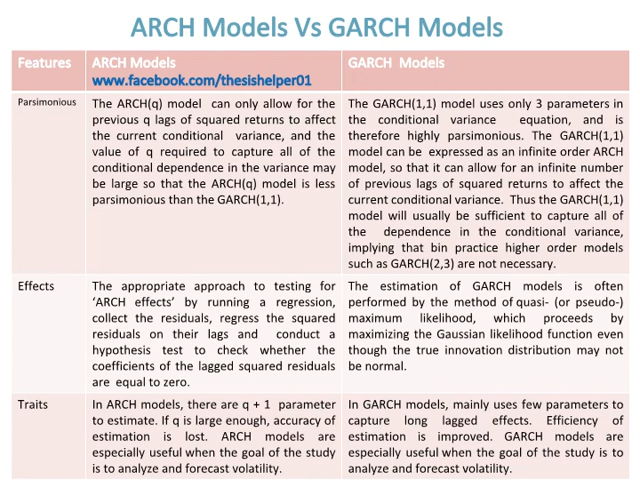 ARCH Models Vs GARCH Models
Features
ARCH Models
www.facebook.com/thesishelper01
GARCH Models
Parsimonious
The ARCH(q) model can only allow for the
previous q lags of squared returns to affect
the current conditional variance, and the
value of q required to capture all of the
conditional dependence in the variance may
be large so that the ARCH(q) model is less
parsimonious than the GARCH(1,1).
The GARCH(1,1) model uses only 3 parameters in
the conditional variance equation, and is
therefore highly parsimonious. The GARCH(1,1)
model can be expressed as an infinite order ARCH
model, so that it can allow for an infinite number
of previous lags of squared returns to affect the
current conditional variance. Thus the GARCH(1,1)
model will usually be sufficient to capture all of
the dependence in the conditional variance,
implying that bin practice higher order models
such as GARCH(2,3) are not necessary.
Effects
The appropriate approach to testing for
‘ARCH effects’ by running a regression,
collect the residuals, regress the squared
residuals on their lags and conduct a
hypothesis test to check whether the
coefficients of the lagged squared residuals
are equal to zero.
The estimation of GARCH models is often
performed by the method of quasi- (or pseudo-)
maximum likelihood, which proceeds by
maximizing the Gaussian likelihood function even
though the true innovation distribution may not
be normal.
Traits
In ARCH models, there are q + 1 parameter
to estimate. If q is large enough, accuracy of
estimation is lost. ARCH models are
especially useful when the goal of the study
is to analyze and forecast volatility.
In GARCH models, mainly uses few parameters to
capture long lagged effects. Efficiency of
estimation is improved. GARCH models are
especially useful when the goal of the study is to
analyze and forecast volatility.